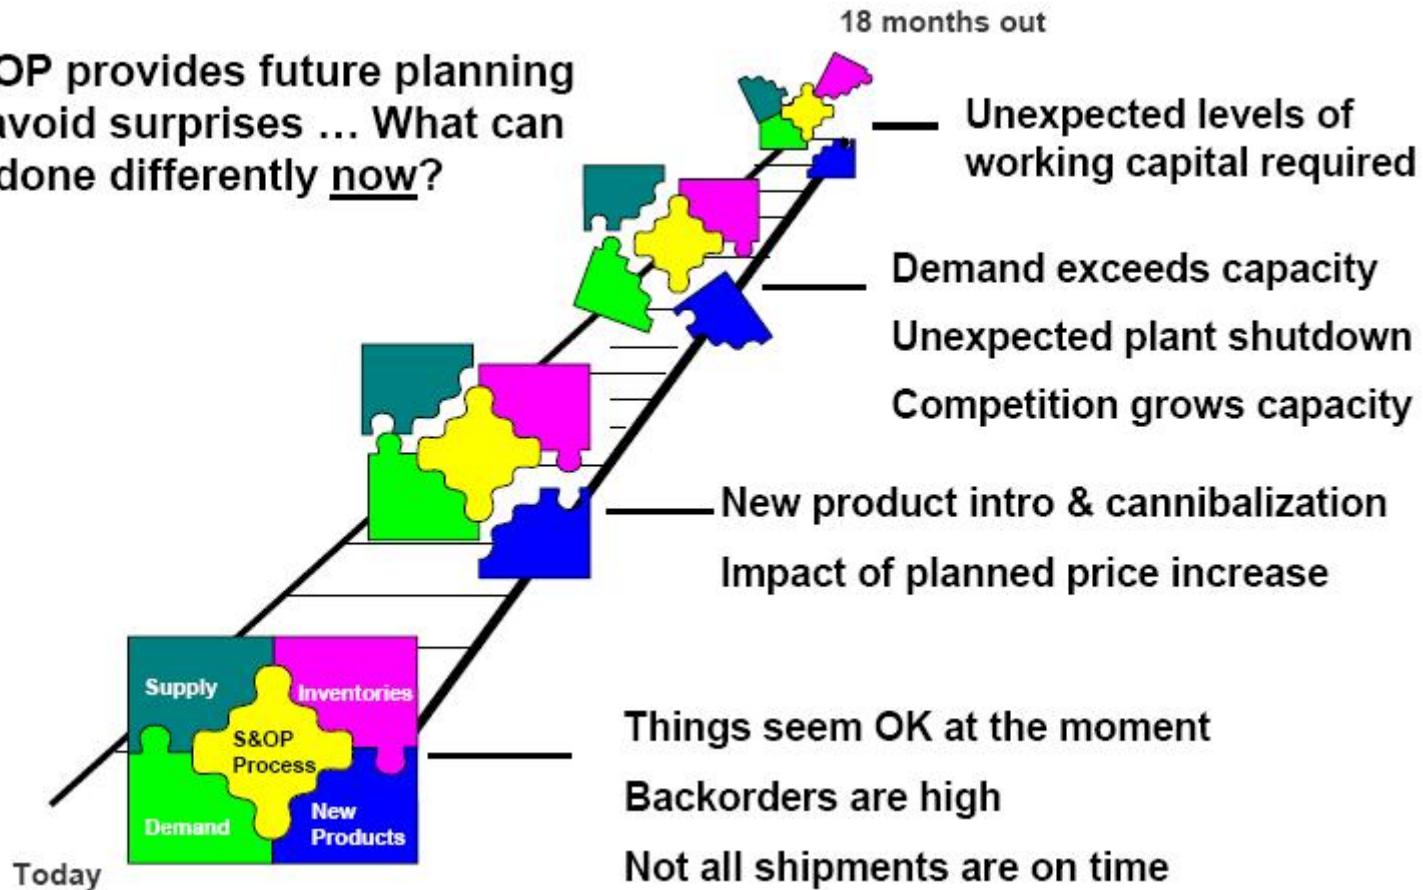 18 months out
OP provides future planning
avoid surprises ... What can
done differently now?
Unexpected levels of
working capital required
Demand exceeds capacity
Unexpected plant shutdown
Competition grows capacity
New product intro & cannibalization
Impact of planned price increase
Supply
Inventories
S&OP
Process
Demand
New
Products
Things seem OK at the moment
Backorders are high
Not all shipments are on time
Today